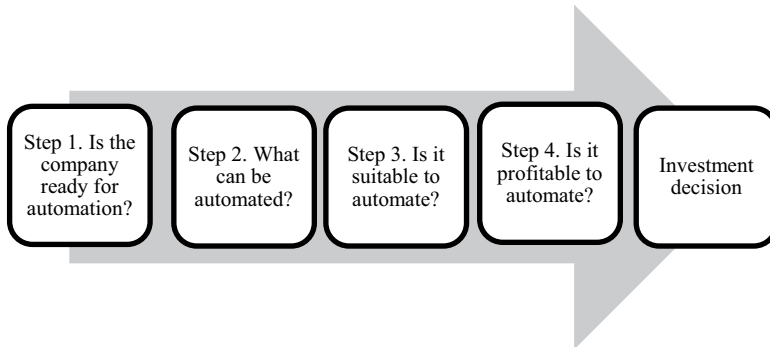 Step 1. Is the
company
ready for
automation?
Step 2. What
can be
automated?
Step 3. Is it
suitable to
automate?
Step 4. Is it
profitable to
automate?
Investment
decision